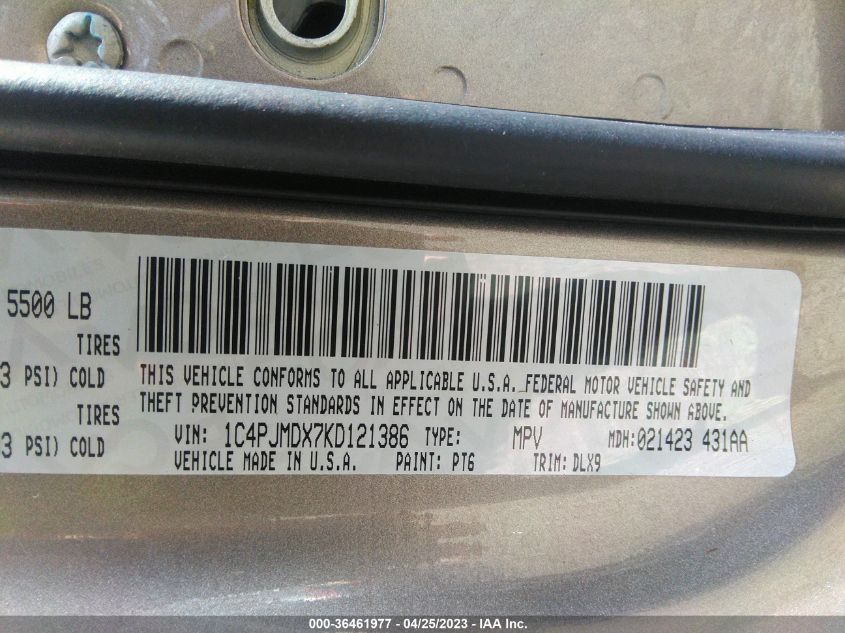 5500 LB
TIRES
3 PSI) COLD
TIRES
3 PSI) COLD
THIS VEHICLE CONFORMS TO ALL APPLICABLE U.S.A. FEDERAL MOTOR VEHICLE SAFETY AND
THEFT PREVENTION STANDARDS IN EFFECT ON THE DATE OF MANUFACTURE SHOWN ABOVE.
VIN: 1C4PJMDX7KD121386 TYPE: MPV MDH:021423 431AA
VEHICLE MADE IN U.S.A. PAINT: PT6 TRIM: DLX9
000-36461977 - 04/25/2023 - IAA Inc.